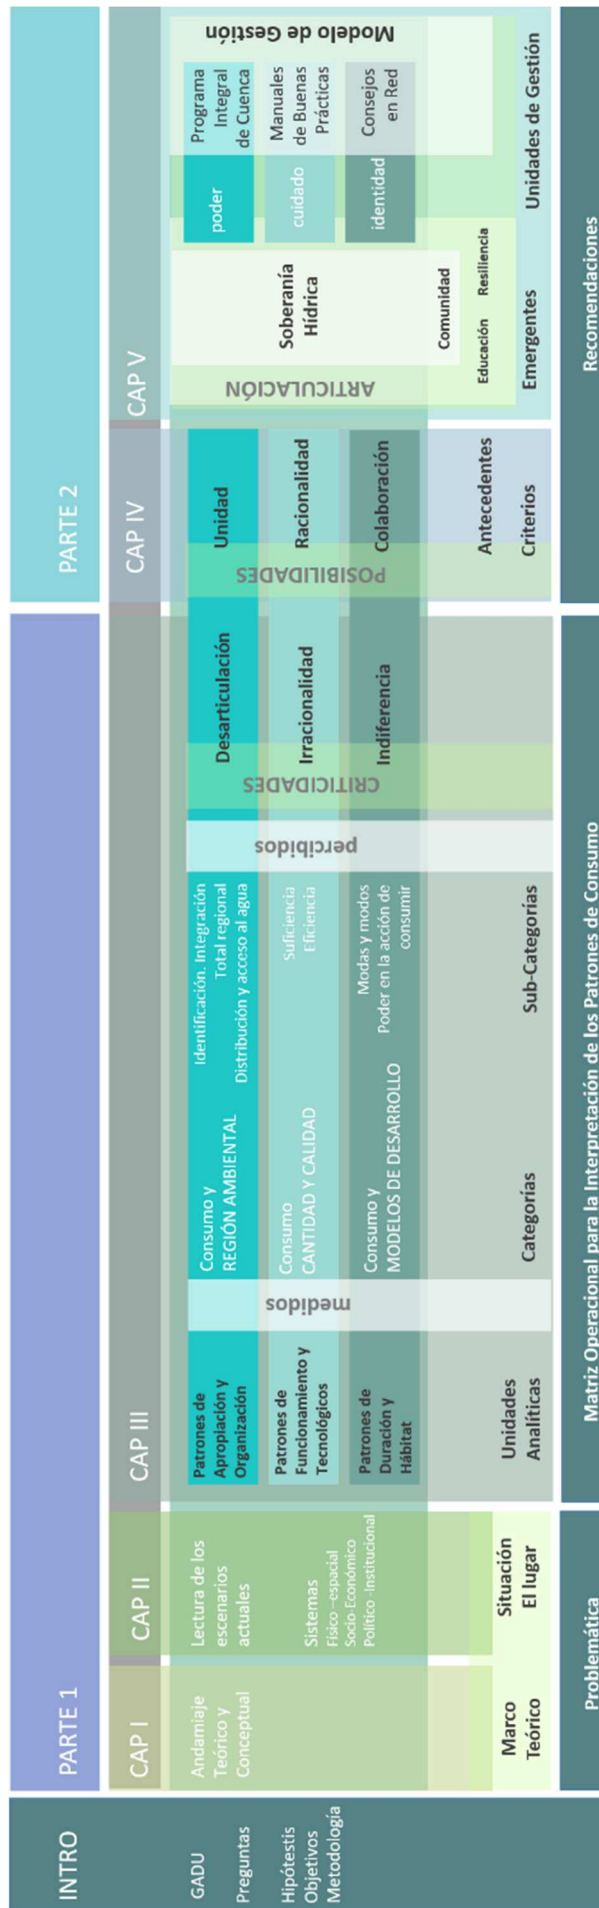 INTRO
GADU
Preguntas
Hipótestis
Objetivos
Metodología
PARTE 1
CAP I
Andamiaje
Teórico y
Conceptual
Marco
Teórico
CAP II
Lectura de los
escenarios
actuales
Sistemas
Físico –espacial
Socio-Económico
Político -Institucional
Situación
El lugar
Problemática
CAP III
Patrones de
Apropiación y
Organización
Patrones de
Funcionamiento y
Tecnológicos
Patrones de
Duración y
Hábitat
Unidades
Analíticas
medidos
Consumo y
REGIÓN AMBIENTAL
Consumo
CANTIDAD Y CALIDAD
Consumo y
MODELOS DE DESARROLLO
Categorías
Identificación. Integración
Total regional
Distribución y acceso al agua
Suficiencia
Eficiencia
Modas y modos
Poder en la acción de
consumir
Sub-Categorías
percibidos
CRITICIDADES
Desarticulación
Irracionalidad
Indiferencia
Matriz Operacional para la Interpretación de los Patrones de Consumo
PARTE 2
CAP IV
POSIBILIDADES
Unidad
Racionalidad
Colaboración
Antecedentes
Criterios
CAP V
ARTICULACIÓN
Soberanía
Hídrica
Comunidad
Educación Resiliencia
Emergentes
poder
cuidado
identidad
Programa
Integral
de Cuenca
Manuales
de Buenas
Prácticas
Consejos
en Red
Modelo de Gestión
Unidades de Gestión
Recomendaciones